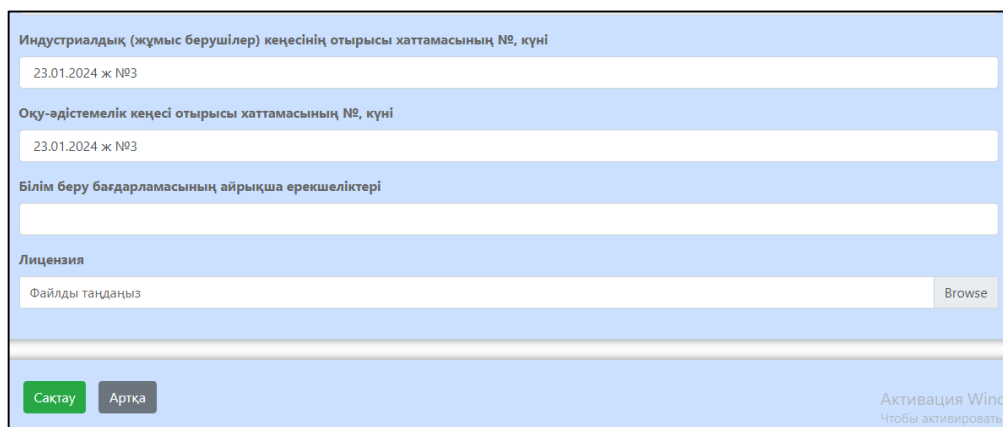 Индустриалдық (жұмыс берушілер) кеңесінің отырысы хаттамасының №, күні
23.01.2024 ж №3
Оқу-әдістемелік кеңесі отырысы хаттамасының №, күні
23.01.2024 ж №3
Білім беру бағдарламасының айрықша ерекшеліктері
Лицензия
Файлды таңдаңыз Browse
Сақтау Артқа
Активация Wind
Чтобы активировать